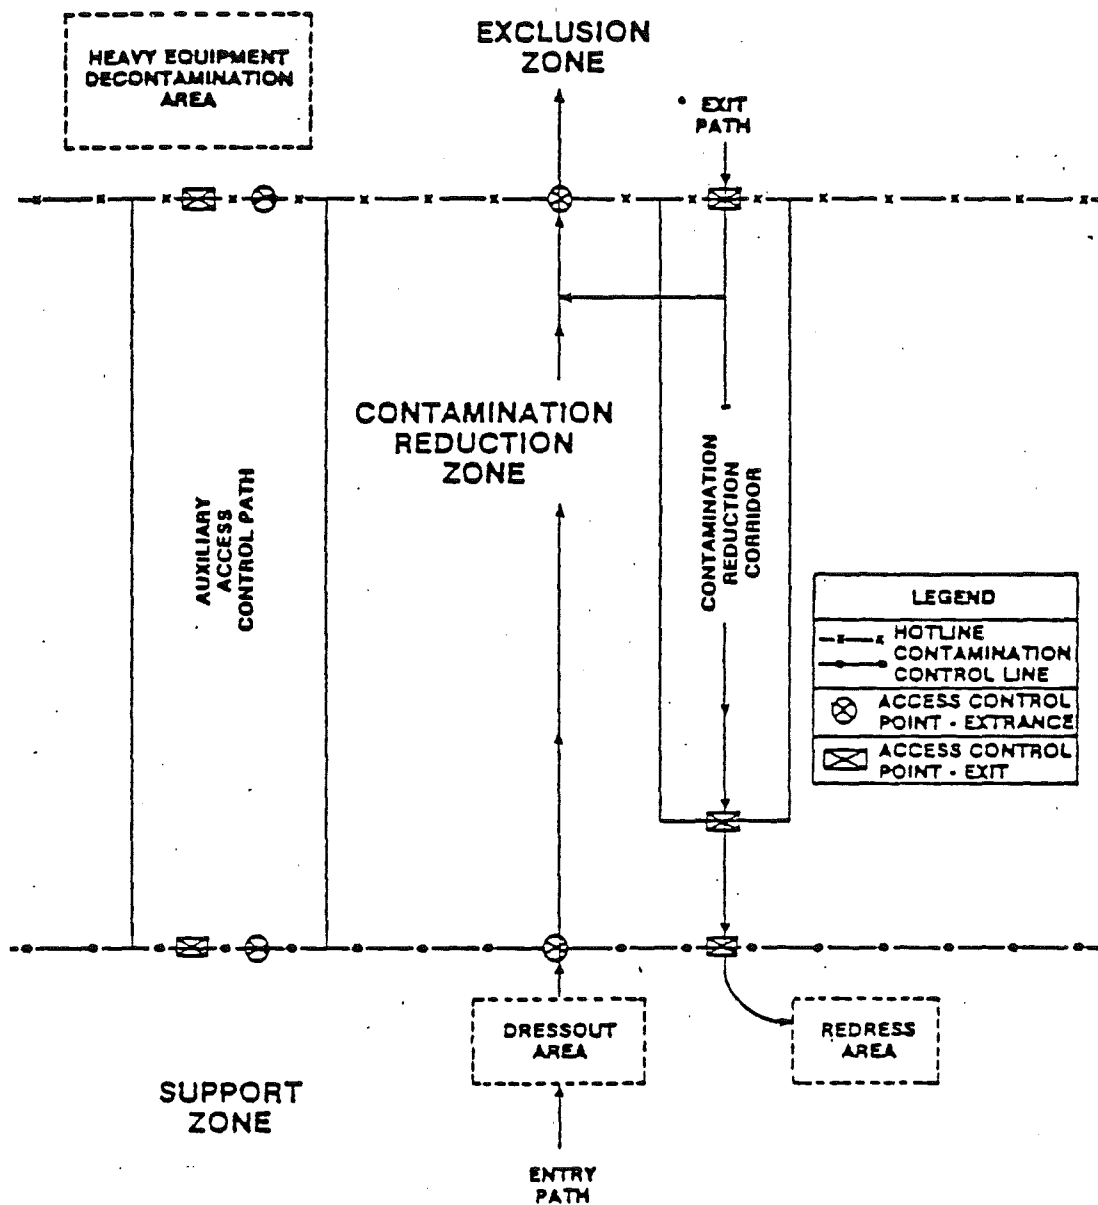 HEAVY EQUIPMENT
DECONTAMINATION
AREA
EXCLUSION
ZONE
EXIT
PATH
CONTAMINATION
REDUCTION
ZONE
AUXILIARY
ACCESS
CONTROL PATH
CONTAMINATION
REDUCTION
CORRIDOR
LEGEND
HOTLINE
CONTAMINATION
CONTROL LINE
ACCESS CONTROL
POINT - EXTRANCE
ACCESS CONTROL
POINT - EXIT
DRESSOUT
AREA
REDRESS
AREA
SUPPORT
ZONE
ENTRY
PATH